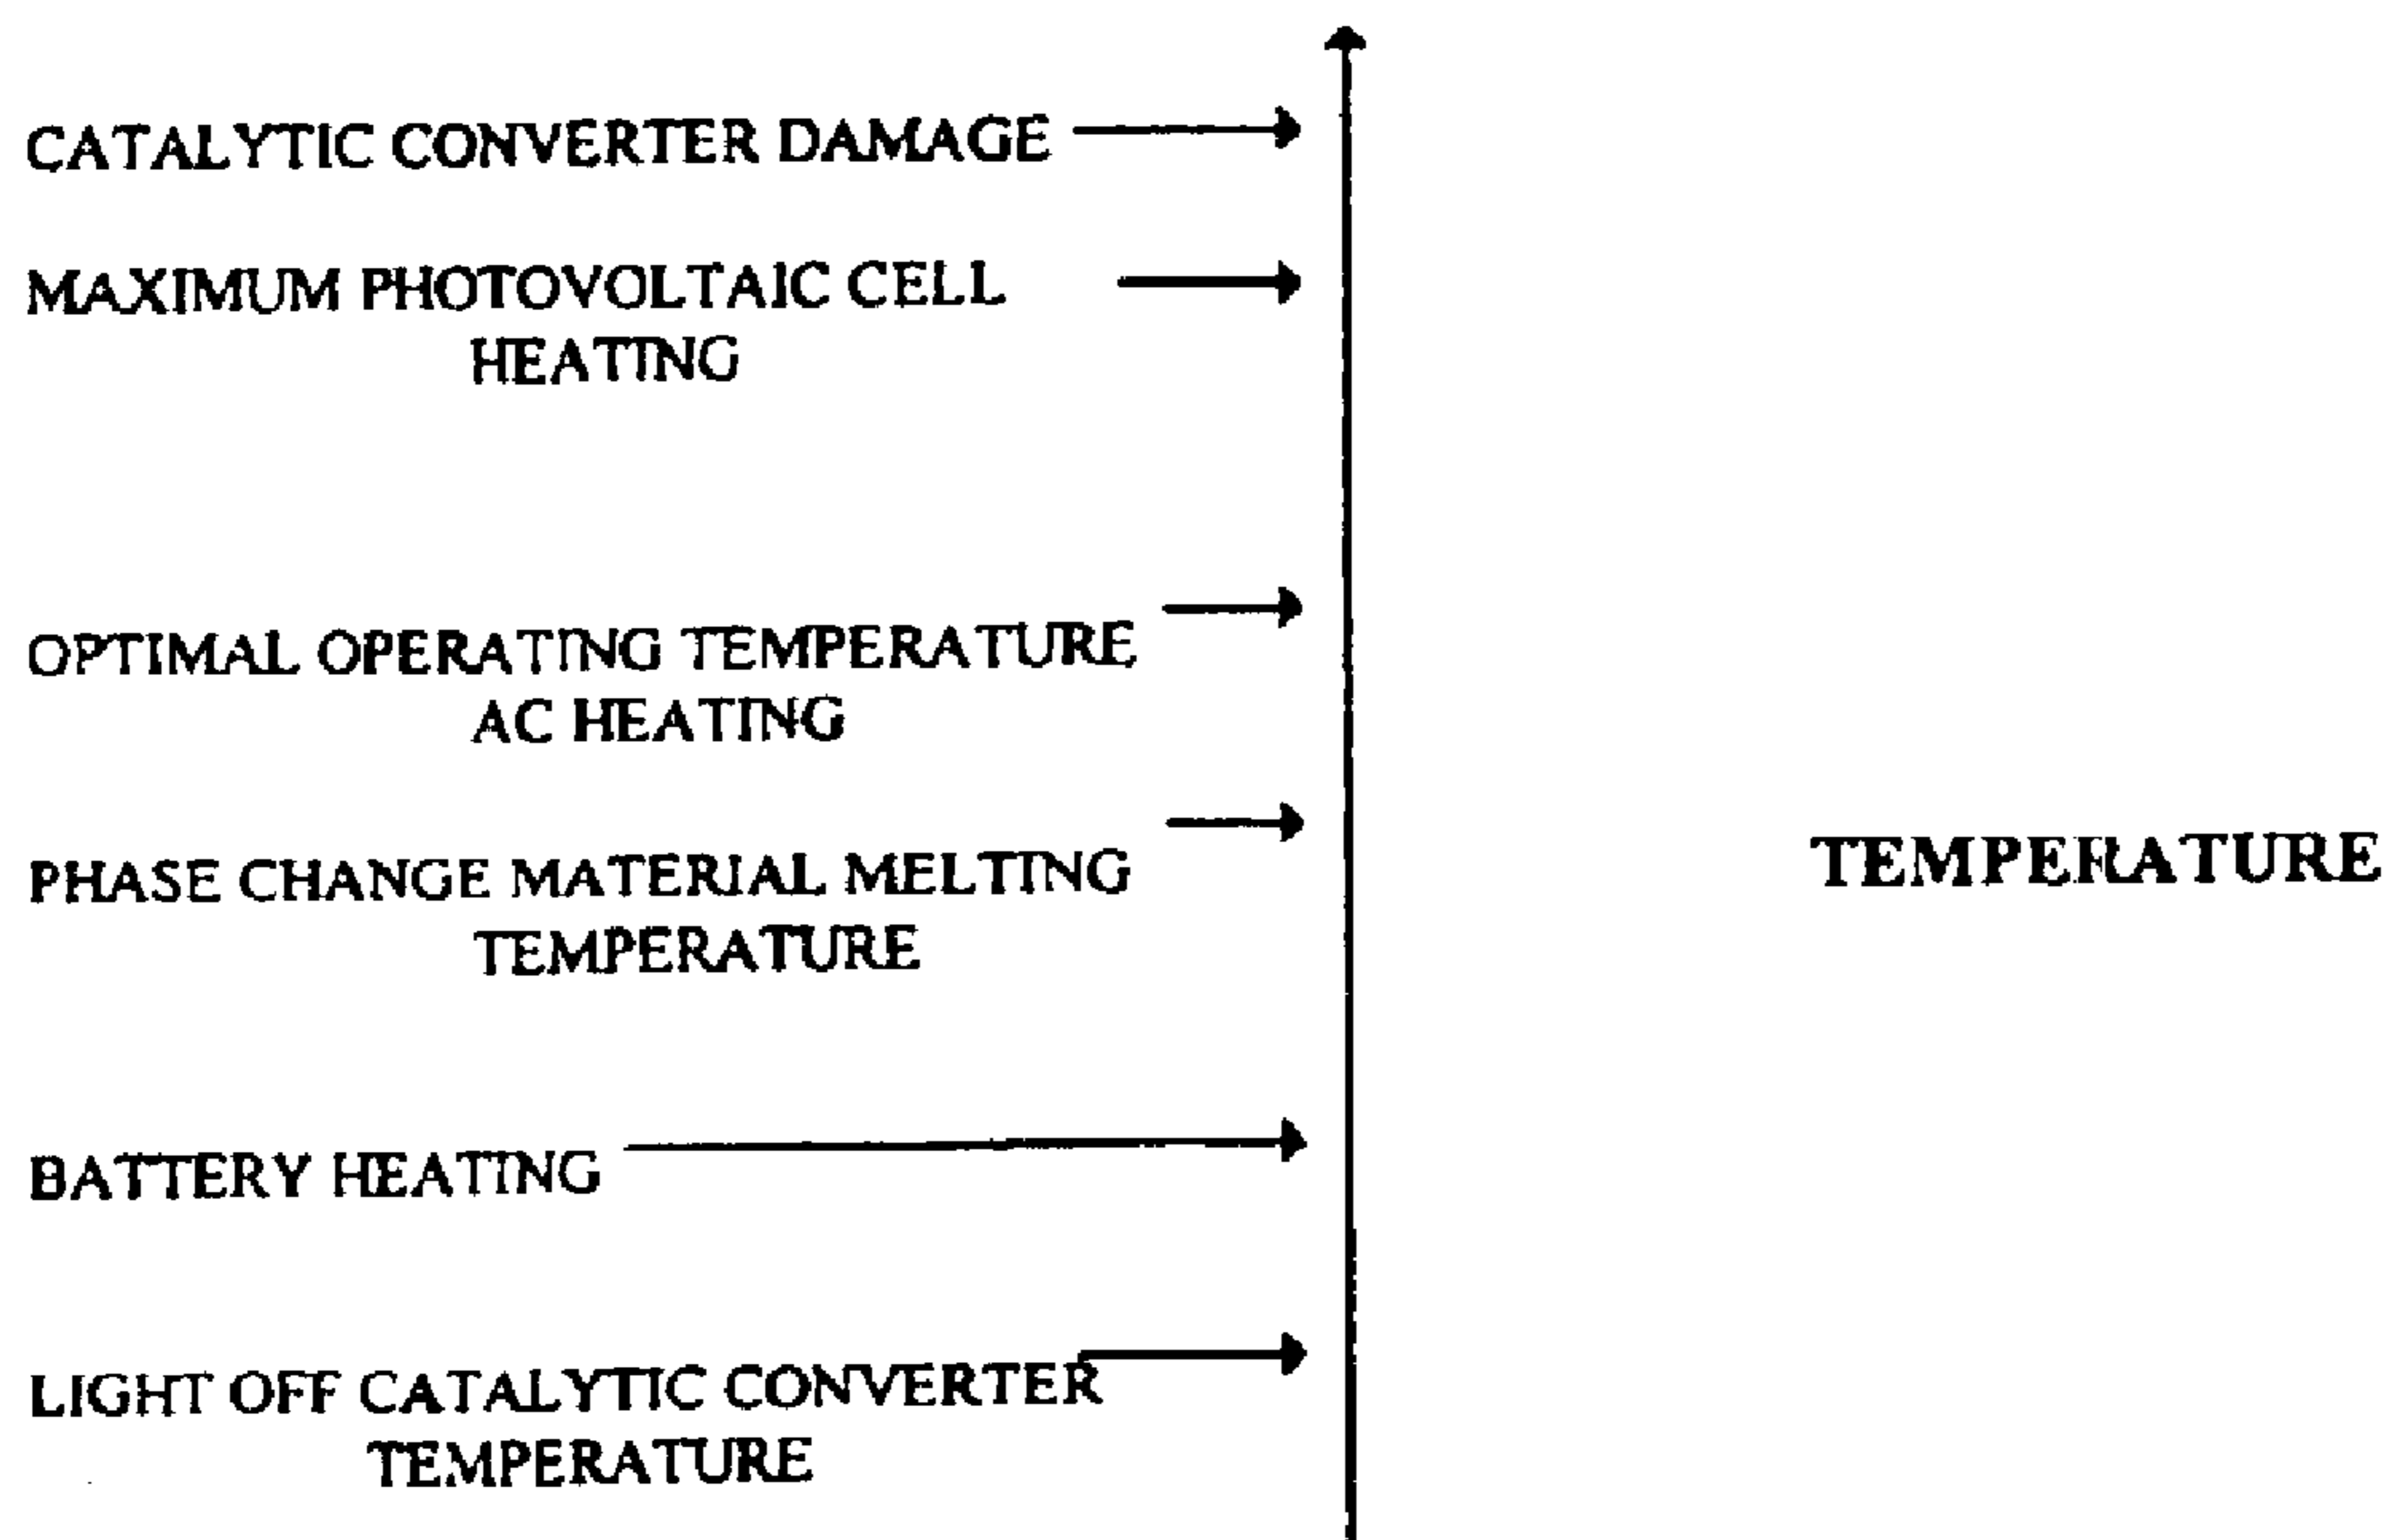 CATALYTIC CONVERTER DAMAGE
MAXIMUM PHOTOVOLTAIC CELL
HEATING
OPTIMAL OPERATING TEMPERATURE
AC HEATING
PHASE CHANGE MATERIAL MELTING
TEMPERATURE
TEMPERATURE
BATTERY HEATING
LIGHT OFF CATALYTIC CONVERTER
TEMPERATURE